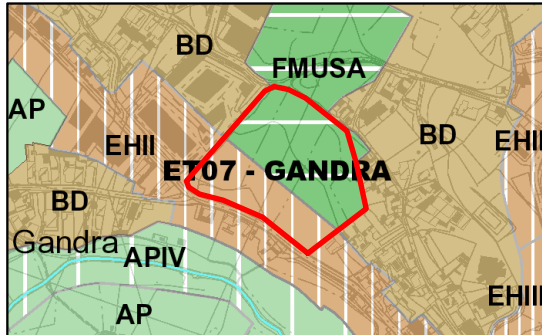 BD
FMUSA
AP
EHII
BD
EHII
ET07 - GANDRA
BD
Gandra
APIV
AP
EHIII